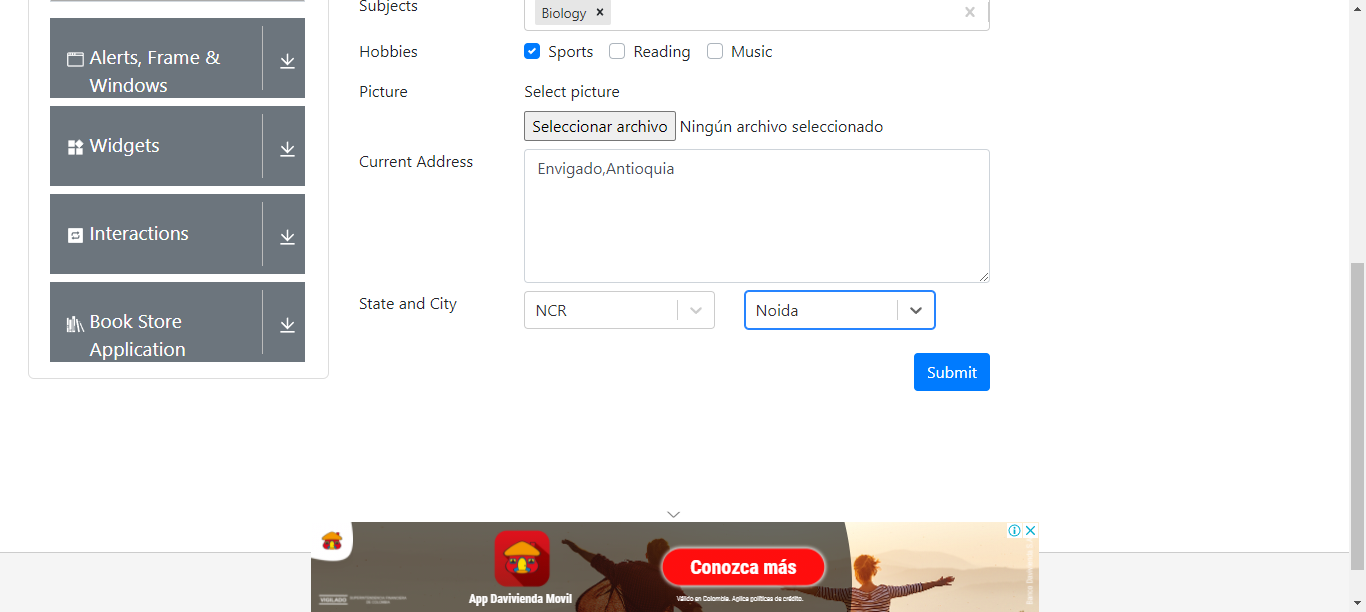 Subjects
Biology ×
Alerts, Frame & Windows
Hobbies
Sports Reading Music
Picture
Select picture
Seleccionar archivo Ningún archivo seleccionado
Widgets
Current Address
Envigado,Antioquia
Interactions
State and City
NCR
Noida
Book Store Application
Submit
Conozca más
App Davivienda Movil
Válido en Colombia. Aplica políticas de crédito.
VIGILADO